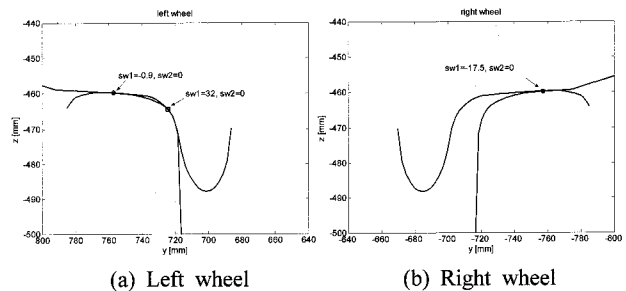 left wheel
sw1=-0.9, sw2=0
sw1=32, sw2=0
z [mm]
-440
-450
-460
-470
-480
-490
-500
800 780 760 740 720 700 680 660 640
y [mm]
(a) Left wheel
right wheel
sw1=-17.5, sw2=0
z [mm]
-440
-450
-460
-470
-480
-490
-500
-640 -660 -680 -700 -720 -740 -760 -780 -800
y [mm]
(b) Right wheel